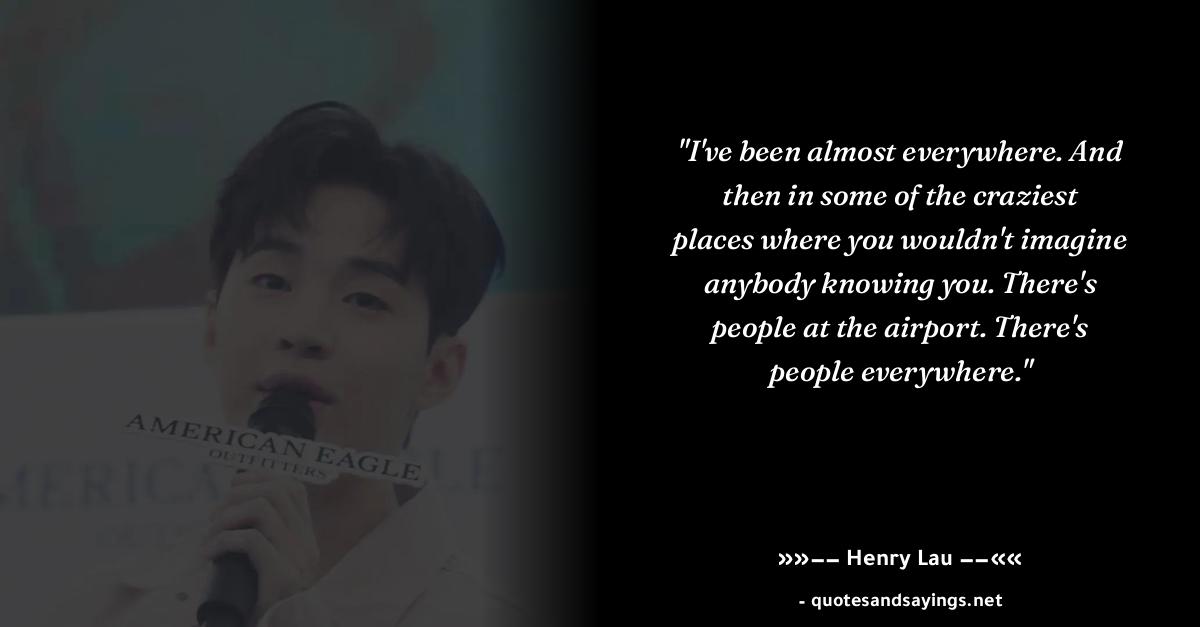 AMERICAN EAGLE
OUTFITTERS
"I've been almost everywhere. And
then in some of the craziest
places where you wouldn't imagine
anybody knowing you. There's
people at the airport. There's
people everywhere."
»»−− Henry Lau −−««
- quotesandsayings.net